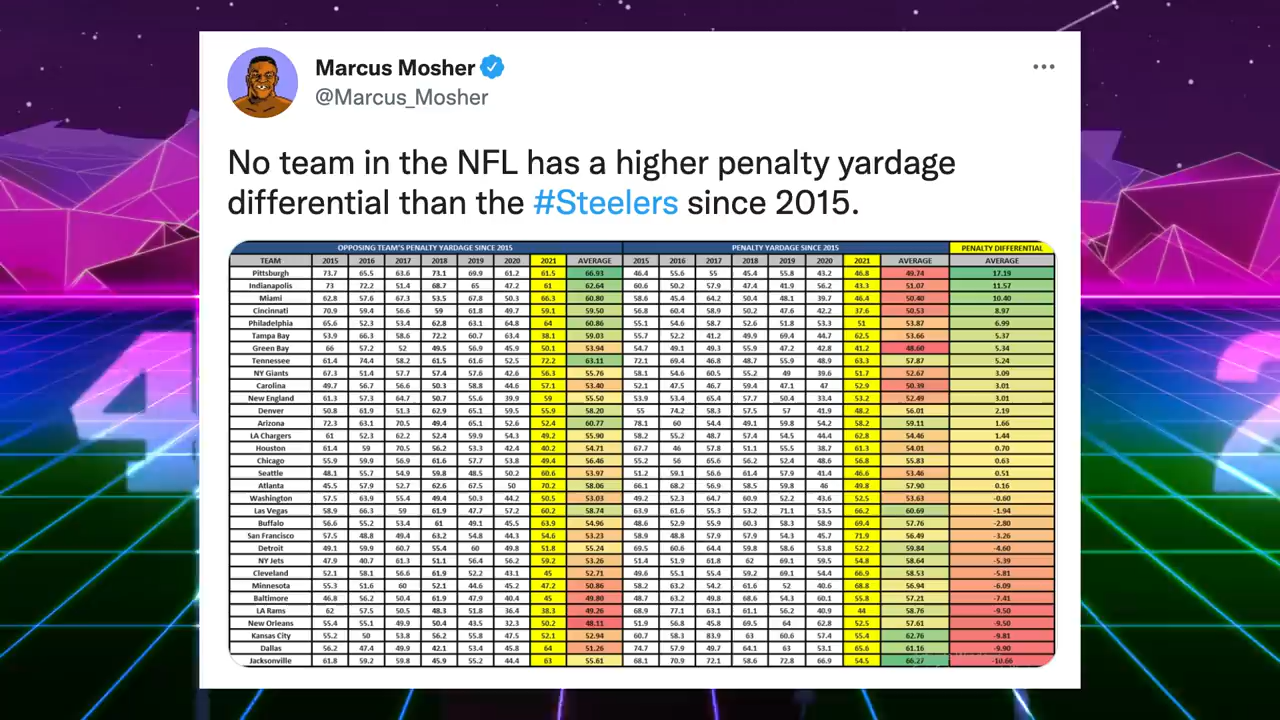 Marcus Mosher
@Marcus_Mosher
No team in the NFL has a higher penalty yardage
differential than the #Steelers since 2015.
OPPOSING TEAM'S PENALTY YARDAGE SINCE 2015 PENALTY YARDAGE SINCE 2015 PENALTY DIFFERENTIAL
TEAM 2015 2016 2017 2018 2019 2020 2021 AVERAGE 2015 2016 2017 2018 2019 2020 2021 AVERAGE AVERAGE
Pittsburgh 73.7 65.5 63.6 73.1 69.9 61.2 61.5 66.93 46.4 55.6 55 45.4 55.8 43.2 46.8 49.74 17.19
Indianapolis 73 72.2 51.4 68.7 65 47.2 61 62.64 60.6 50.2 57.9 47.4 41.9 56.2 43.3 51.07 11.57
Miami 62.8 57.6 67.3 53.5 67.8 50.3 66.3 60.80 58.6 45.4 64.2 50.4 48.1 39.7 46.4 50.40 10.40
Cincinnati 70.9 59.4 56.6 59 61.8 49.7 59.1 59.50 56.8 60.4 58.9 50.2 47.6 42.2 37.6 50.53 8.97
Philadelphia 65.6 52.3 53.4 62.8 63.1 64.8 64 60.86 55.1 54.6 58.7 52.6 51.8 53.3 51 53.87 6.99
Tampa Bay 53.9 66.3 58.6 72.2 60.7 63.4 38.1 59.03 55.7 52.2 41.2 49.9 69.4 44.7 62.5 53.66 5.37
Green Bay 66 57.2 52 49.5 56.9 45.9 50.1 53.94 54.7 49.1 49.3 55.9 47.2 42.8 41.2 48.60 5.34
Tennessee 61.4 74.4 58.2 61.5 61.6 52.5 72.2 63.11 72.1 69.4 46.8 48.7 55.9 48.9 63.3 57.87 5.24
NY Giants 67.3 51.4 57.7 57.4 57.6 42.6 56.3 55.76 58.1 54.6 60.5 55.2 49 39.6 51.7 52.67 3.09
Carolina 49.7 56.7 56.6 50.3 58.8 44.6 57.1 53.40 52.1 47.5 46.7 59.4 47.1 47 52.9 50.39 3.01
New England 61.3 57.3 64.7 50.7 55.6 39.9 59 55.50 53.9 53.4 65.4 57.7 50.4 33.4 53.2 52.49 3.01
Denver 50.8 61.9 51.3 62.9 65.1 59.5 55.9 58.20 55 74.2 58.3 57.5 57 41.9 48.2 56.01 2.19
Arizona 72.3 63.1 70.5 49.4 65.1 52.6 52.4 60.77 78.1 60 54.4 49.1 59.8 54.2 58.2 59.11 1.66
LA Chargers 61 52.3 62.2 52.4 59.9 54.3 49.2 55.90 58.2 55.2 48.7 57.4 54.5 44.4 62.8 54.46 1.44
Houston 61.4 59 70.5 56.2 53.3 42.4 40.2 54.71 67.7 46 57.8 51.1 55.5 38.7 61.3 54.01 0.70
Chicago 55.9 59.9 56.9 61.6 57.7 53.8 49.4 56.46 55.2 56 65.6 56.2 52.4 48.6 56.8 55.83 0.63
Seattle 48.1 55.7 54.9 59.8 48.5 50.2 60.6 53.97 51.2 59.1 56.6 61.4 57.9 41.4 46.6 53.46 0.51
Atlanta 45.5 57.9 52.7 62.6 67.5 50 70.2 58.06 66.1 68.2 56.9 58.5 59.8 46 49.8 57.90 0.16
Washington 57.5 63.9 55.4 49.4 50.3 44.2 50.5 53.03 49.2 52.3 64.7 60.9 52.2 43.6 52.5 53.63 -0.60
Las Vegas 58.9 66.3 59 61.9 47.7 57.2 60.2 58.74 63.9 61.6 55.3 53.2 71.1 53.5 66.2 60.69 -1.94
Buffalo 56.6 55.2 53.4 61 49.1 45.5 63.9 54.96 48.6 52.9 55.9 60.3 58.3 58.9 69.4 57.76 -2.80
San Francisco 57.5 48.8 49.4 63.2 54.8 44.3 54.6 53.23 58.9 48.8 57.9 57.9 54.3 45.7 71.9 56.49 -3.26
Detroit 49.1 59.9 60.7 55.4 60 49.8 51.8 55.24 69.5 60.6 64.4 59.8 58.6 53.8 52.2 59.84 -4.60
NY Jets 47.9 40.7 61.3 51.1 56.4 56.2 59.2 53.26 51.4 51.9 61.8 62 69.1 59.5 54.8 58.64 -5.39
Cleveland 52.1 58.1 56.6 61.9 52.2 43.1 45 52.71 49.6 55.1 55.4 59.2 69.1 54.4 66.9 58.53 -5.81
Minnesota 55.3 51.6 60 52.1 44.6 45.2 47.2 50.86 58.2 63.2 54.2 61.6 52 40.6 68.8 56.94 -6.09
Baltimore 46.8 56.2 50.4 61.9 47.9 40.4 45 49.80 48.7 63.2 49.8 68.6 54.3 60.1 55.8 57.21 -7.41
LA Rams 62 57.5 50.5 48.3 51.8 36.4 38.3 49.26 68.9 77.1 63.1 61.1 56.2 40.9 44 58.76 -9.50
New Orleans 55.4 55.1 49.9 50.4 43.5 32.3 50.2 48.11 51.9 56.8 45.8 69.5 64 62.8 52.5 57.61 -9.50
Kansas City 55.2 50 53.8 56.2 55.8 47.5 52.1 52.94 60.7 58.3 83.9 63 60.6 57.4 55.4 62.76 -9.81
Dallas 56.2 47.4 49.9 42.1 53.4 45.8 64 51.26 74.7 57.9 49.7 64.1 63 53.1 65.6 61.16 -9.90
Jacksonville 61.8 59.2 59.8 45.9 55.2 44.4 63 55.61 68.1 70.9 72.1 58.6 72.8 66.9 54.5 66.27 -10.66